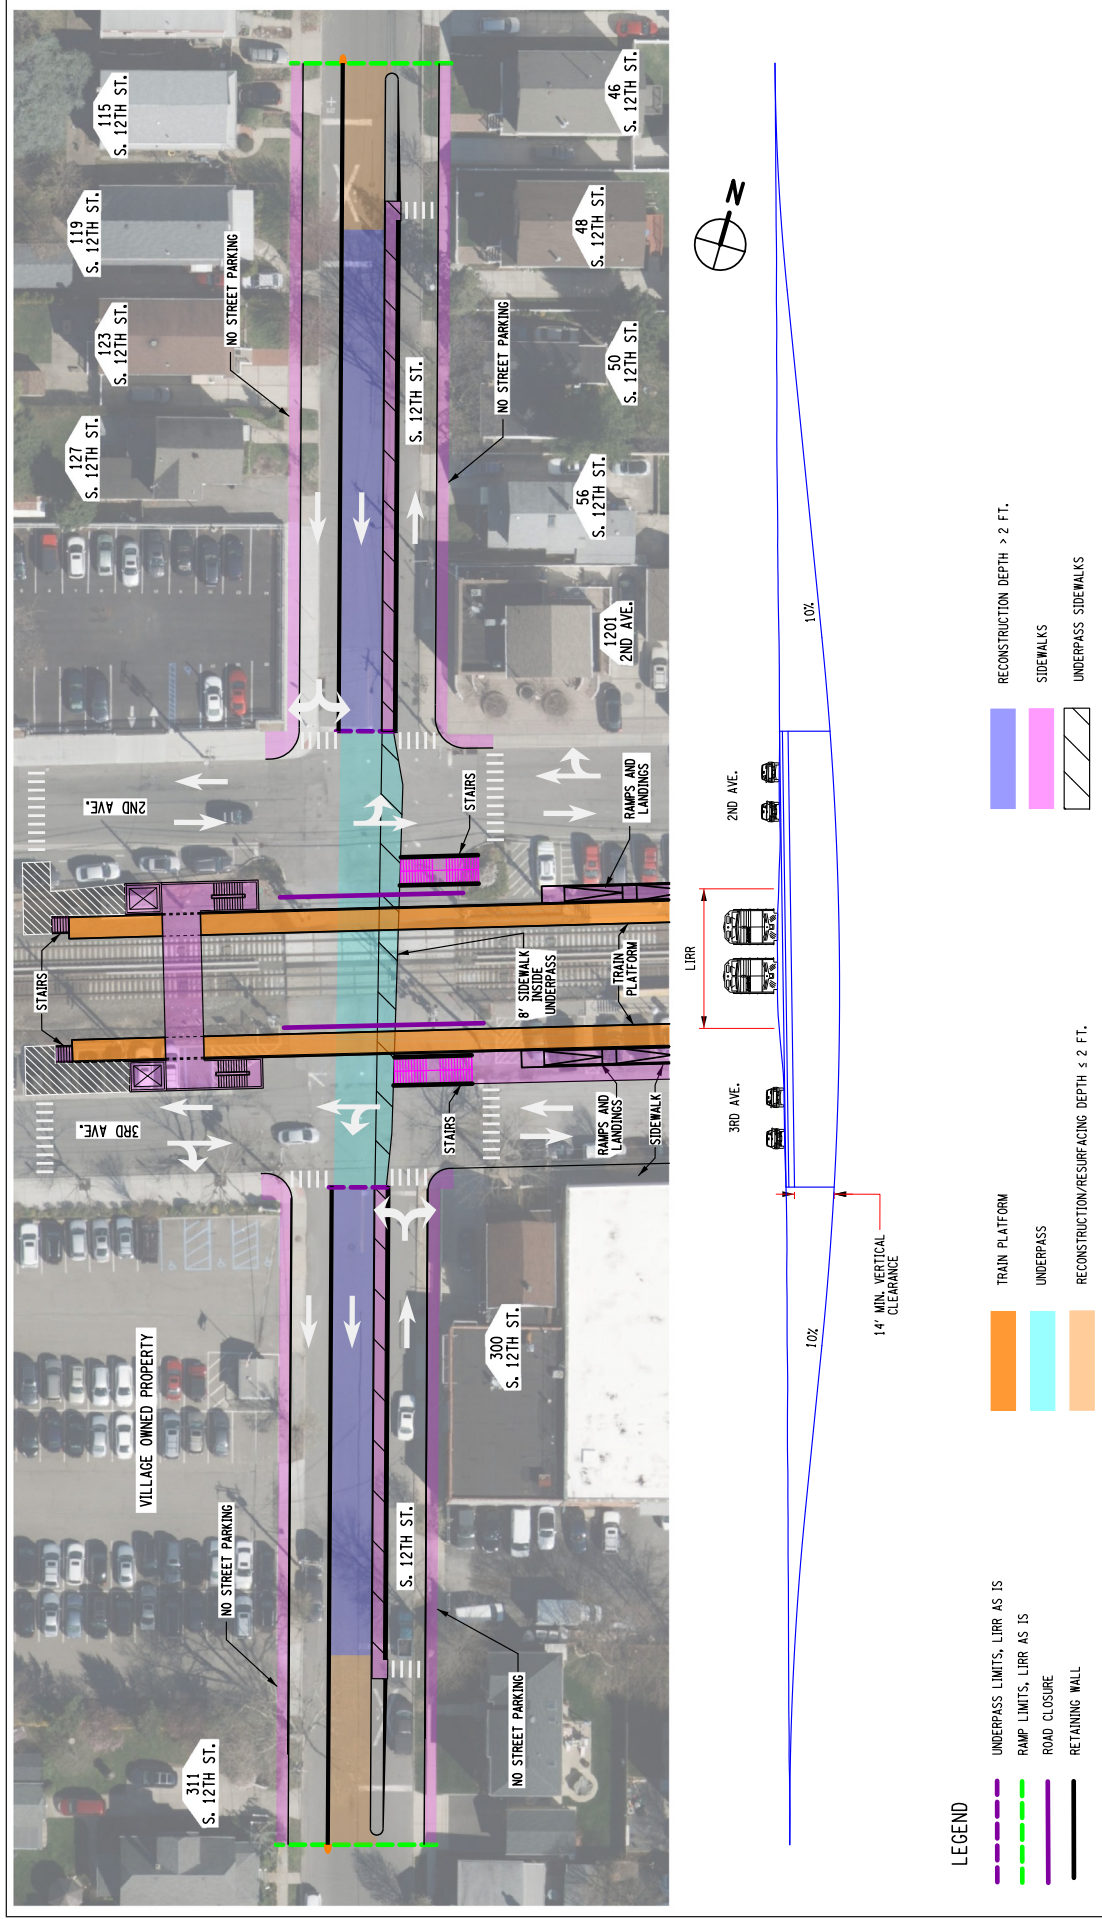 115
S. 12TH ST.
119
S. 12TH ST.
123
S. 12TH ST.
127
S. 12TH ST.
NO STREET PARKING
46
S. 12TH ST.
48
S. 12TH ST.
50
S. 12TH ST.
56
S. 12TH ST.
1201
2ND AVE.
NO STREET PARKING
S. 12TH ST.
2ND AVE.
STAIRS
RAMPS AND
LANDINGS
STAIRS
8' SIDEWALK
INSIDE
UNDERPASS
TRAIN
PLATFORM
3RD AVE.
STAIRS
RAMPS AND
LANDINGS
SIDEWALK
VILLAGE OWNED PROPERTY
300
S. 12TH ST.
NO STREET PARKING
S. 12TH ST.
NO STREET PARKING
311
S. 12TH ST.
N
10%
2ND AVE.
LIRR
3RD AVE.
14' MIN. VERTICAL
CLEARANCE
10%
LEGEND
UNDERPASS LIMITS, LIRR AS IS
RAMP LIMITS, LIRR AS IS
ROAD CLOSURE
RETAINING WALL
TRAIN PLATFORM
UNDERPASS
RECONSTRUCTION/RESURFACING DEPTH ≤ 2 FT.
RECONSTRUCTION DEPTH > 2 FT.
SIDEWALKS
UNDERPASS SIDEWALKS